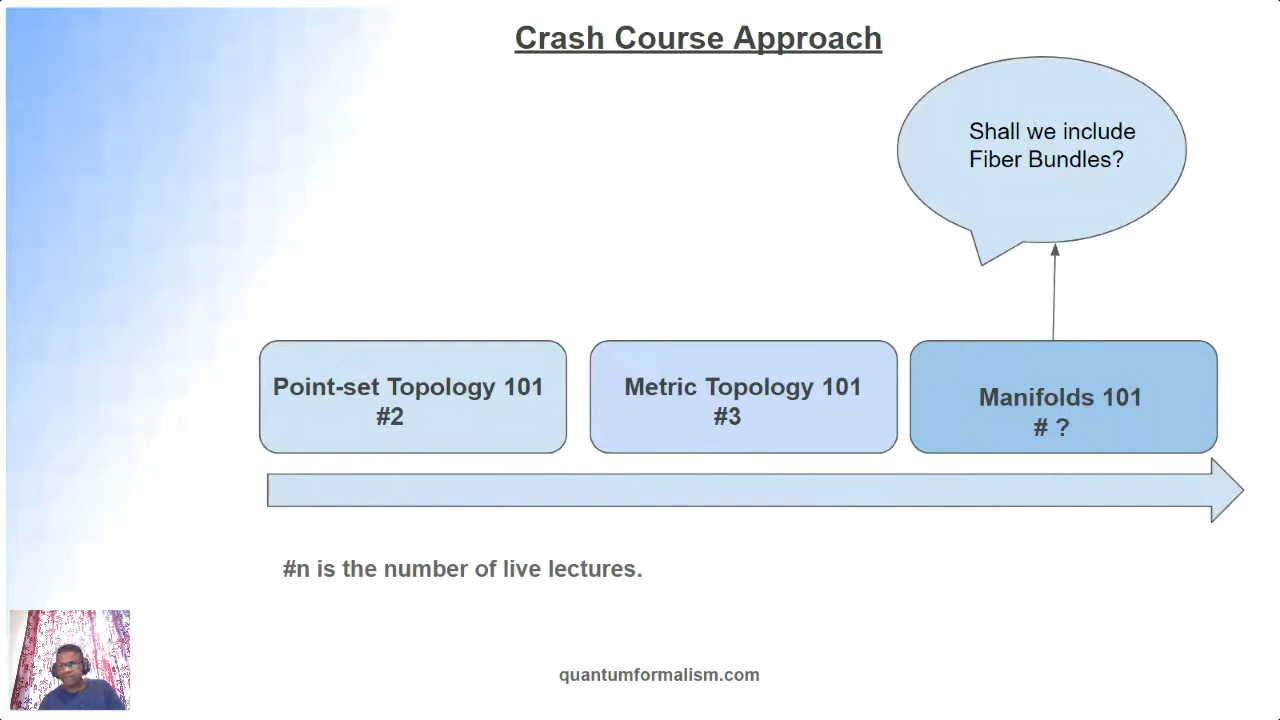 Crash Course Approach
Shall we include
Fiber Bundles?
Point-set Topology 101
#2
Metric Topology 101
#3
Manifolds 101
# ?
#n is the number of live lectures.
quantumformalism.com